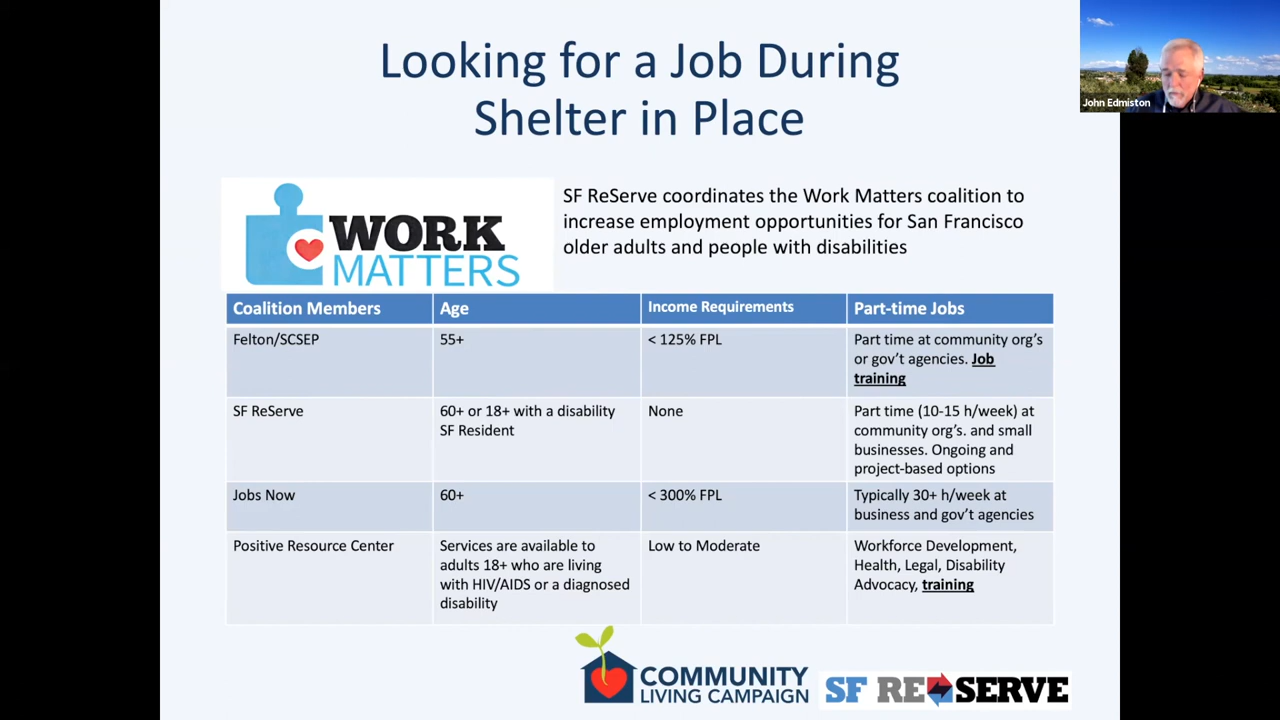 Looking for a Job During
Shelter in Place
John Edmiston
WORK
MATTERS
SF ReServe coordinates the Work Matters coalition to
increase employment opportunities for San Francisco
older adults and people with disabilities
Coalition Members
Age
Income Requirements
Part-time Jobs
Felton/SCSEP
55+
< 125% FPL
Part time at community org's
or gov't agencies. Job
training
SF ReServe
60+ or 18+ with a disability
SF Resident
None
Part time (10-15 h/week) at
community org's. and small
businesses. Ongoing and
project-based options
Jobs Now
60+
< 300% FPL
Typically 30+ h/week at
business and gov't agencies
Positive Resource Center
Services are available to
adults 18+ who are living
with HIV/AIDS or a diagnosed
disability
Low to Moderate
Workforce Development,
Health, Legal, Disability
Advocacy, training
COMMUNITY
LIVING CAMPAIGN
SF RESERVE